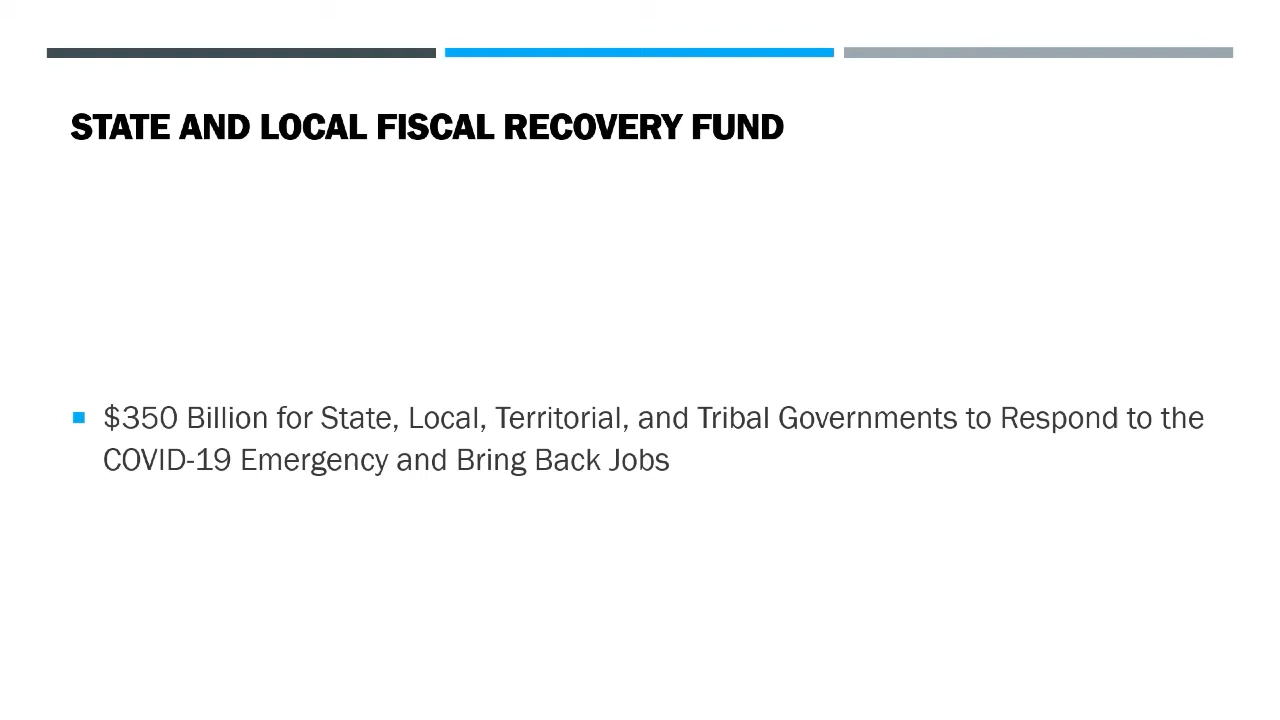 STATE AND LOCAL FISCAL RECOVERY FUND
$350 Billion for State, Local, Territorial, and Tribal Governments to Respond to the
COVID-19 Emergency and Bring Back Jobs